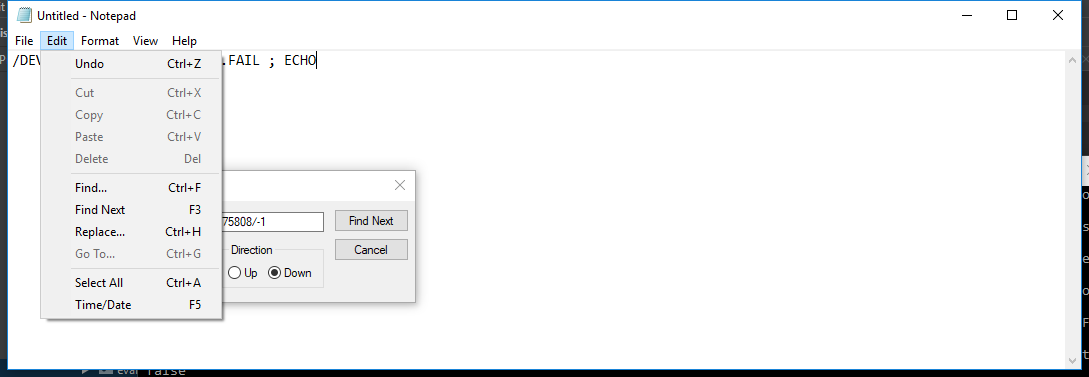 Untitled - Notepad
File Edit Format View Help
/DEV .FAIL ; ECHO
Undo Ctrl+Z
Cut Ctrl+X
Copy Ctrl+C
Paste Ctrl+V
Delete Del
Find... Ctrl+F
Find Next F3
Replace... Ctrl+H
Go To... Ctrl+G
Select All Ctrl+A
Time/Date F5
75808/-1 Find Next
Cancel
Direction
Up Down
eval false